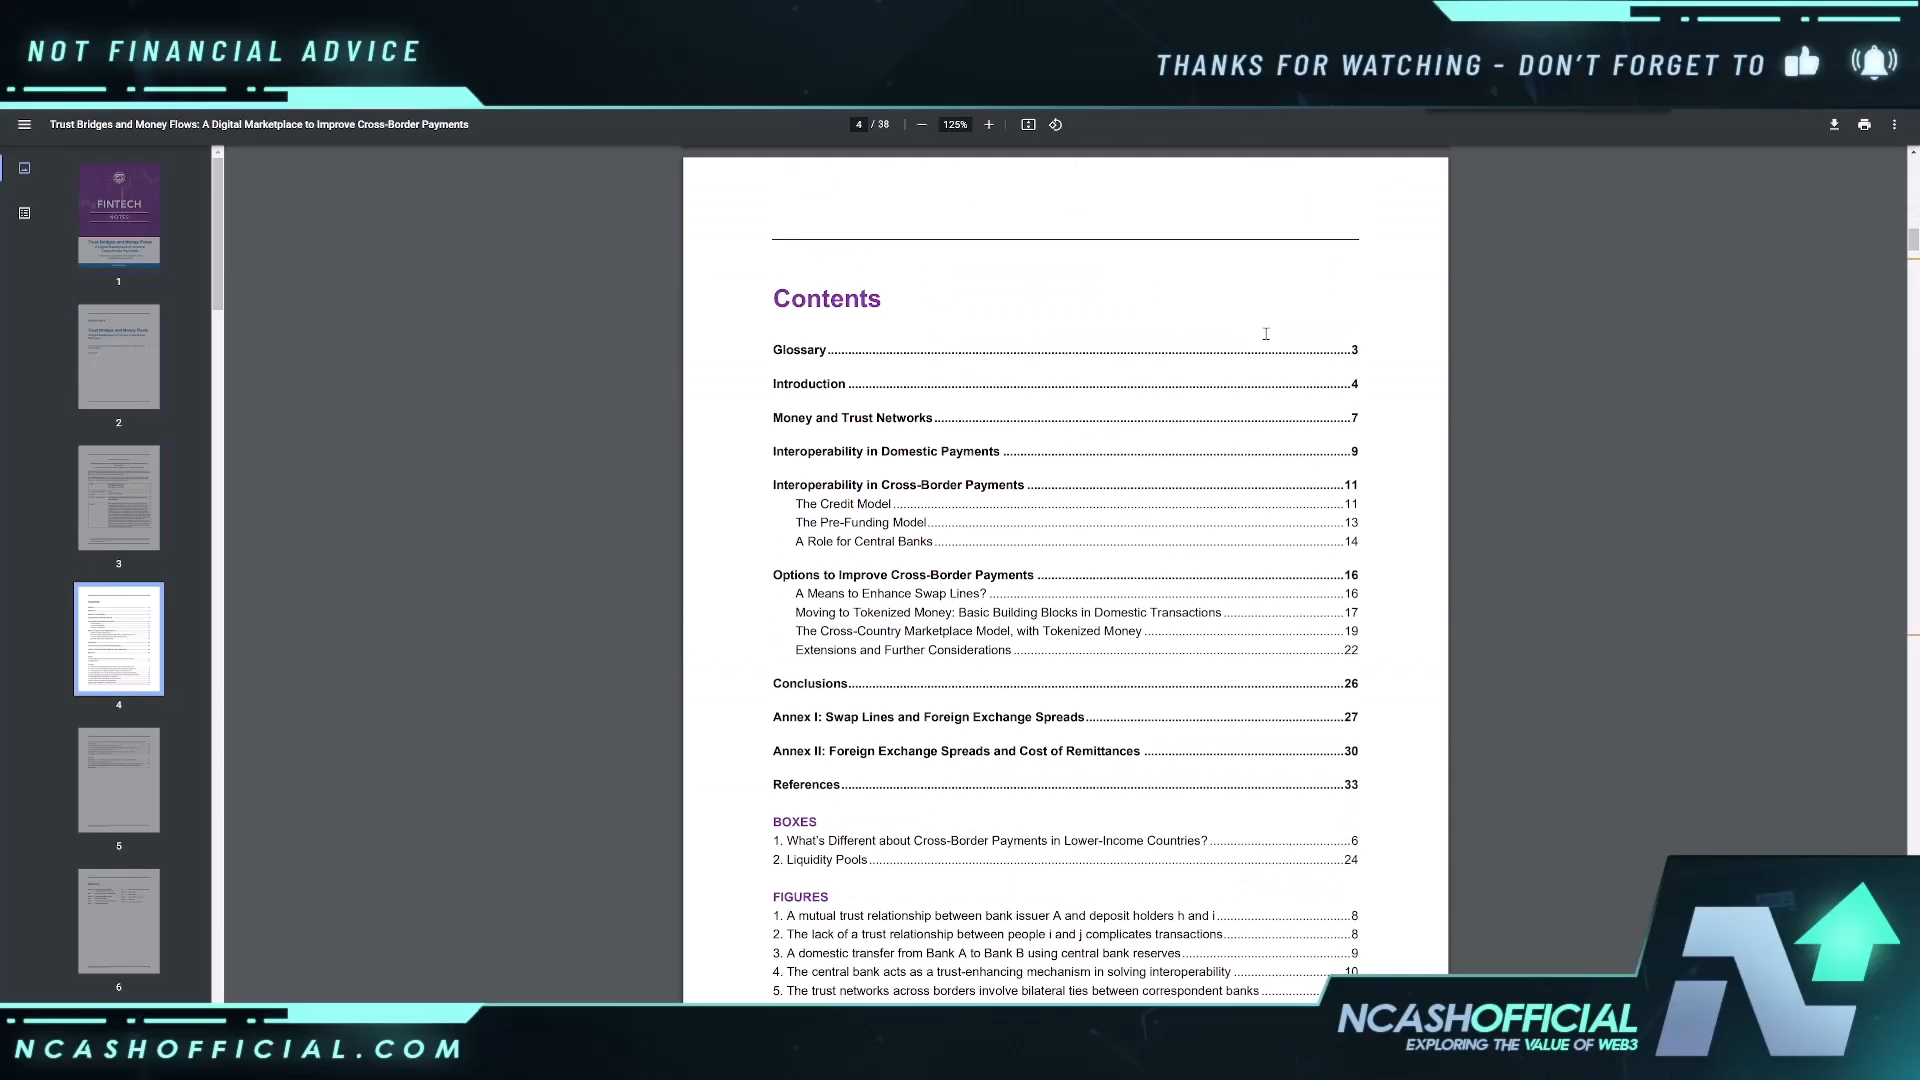 NOT FINANCIAL ADVICE
THANKS FOR WATCHING - DON'T FORGET TO
Trust Bridges and Money Flows: A Digital Marketplace to Improve Cross-Border Payments
4 / 38
125%
FINTECH
NOTES
Trust Bridges and Money Flows
1
Trust Bridges and Money Flows
2
3
4
5
6
Contents
Glossary 3
Introduction 4
Money and Trust Networks 7
Interoperability in Domestic Payments 9
Interoperability in Cross-Border Payments 11
The Credit Model 11
The Pre-Funding Model 13
A Role for Central Banks 14
Options to Improve Cross-Border Payments 16
A Means to Enhance Swap Lines? 16
Moving to Tokenized Money: Basic Building Blocks in Domestic Transactions 17
The Cross-Country Marketplace Model, with Tokenized Money 19
Extensions and Further Considerations 22
Conclusions 26
Annex I: Swap Lines and Foreign Exchange Spreads 27
Annex II: Foreign Exchange Spreads and Cost of Remittances 30
References 33
BOXES
1. What's Different about Cross-Border Payments in Lower-Income Countries? 6
2. Liquidity Pools 24
FIGURES
1. A mutual trust relationship between bank issuer A and deposit holders h and i 8
2. The lack of a trust relationship between people i and j complicates transactions 8
3. A domestic transfer from Bank A to Bank B using central bank reserves 9
4. The central bank acts as a trust-enhancing mechanism in solving interoperability 10
5. The trust networks across borders involve bilateral ties between correspondent banks
NCASHOFFICIAL
EXPLORING THE VALUE OF WEB3
NCASHOFFICIAL.COM